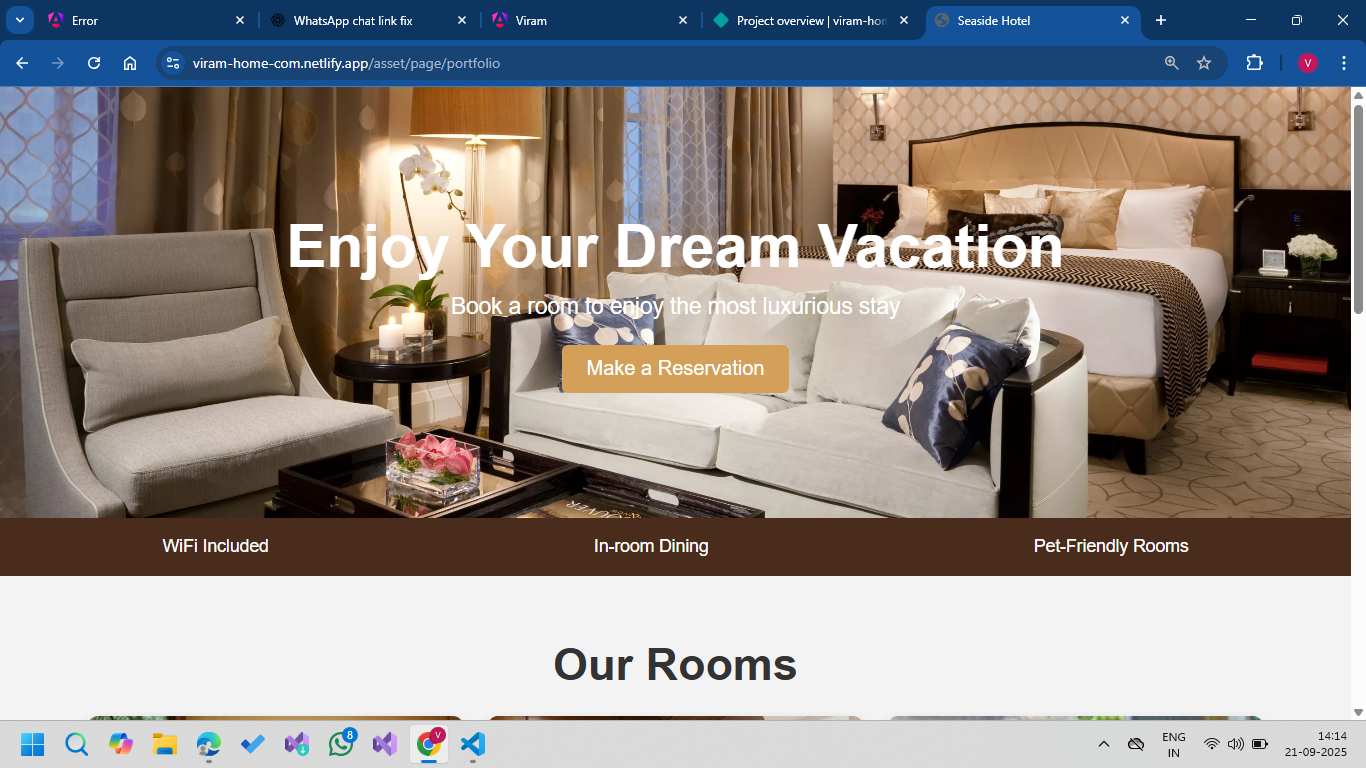 Error
WhatsApp chat link fix
Viram
Project overview | viram-hom
Seaside Hotel
viram-home-com.netlify.app/asset/page/portfolio
V
Enjoy Your Dream Vacation
Book a room to enjoy the most luxurious stay
Make a Reservation
WiFi Included
In-room Dining
Pet-Friendly Rooms
Our Rooms
8
V
ENG
IN
14:14
21-09-2025